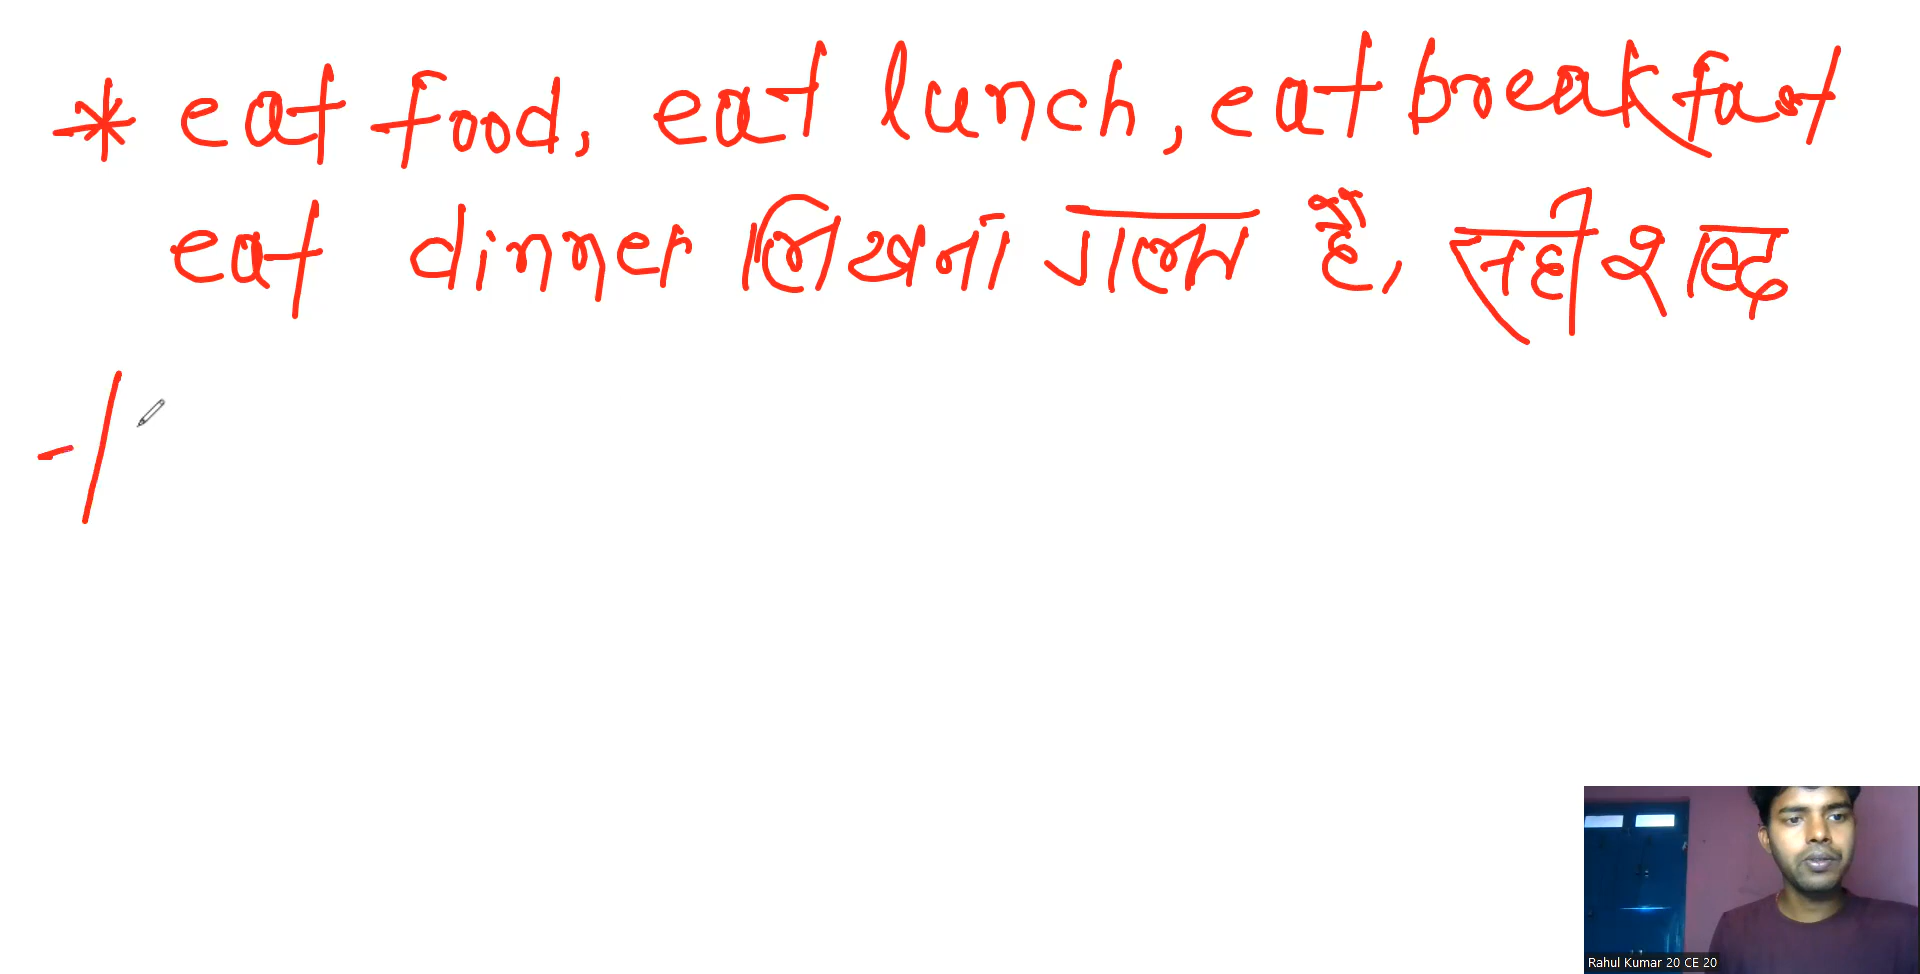 * eat food, eat lunch, eat breakfast
eat dinner लिखना गलत है, सही शब्द
-
Rahul Kumar 20 CE 20